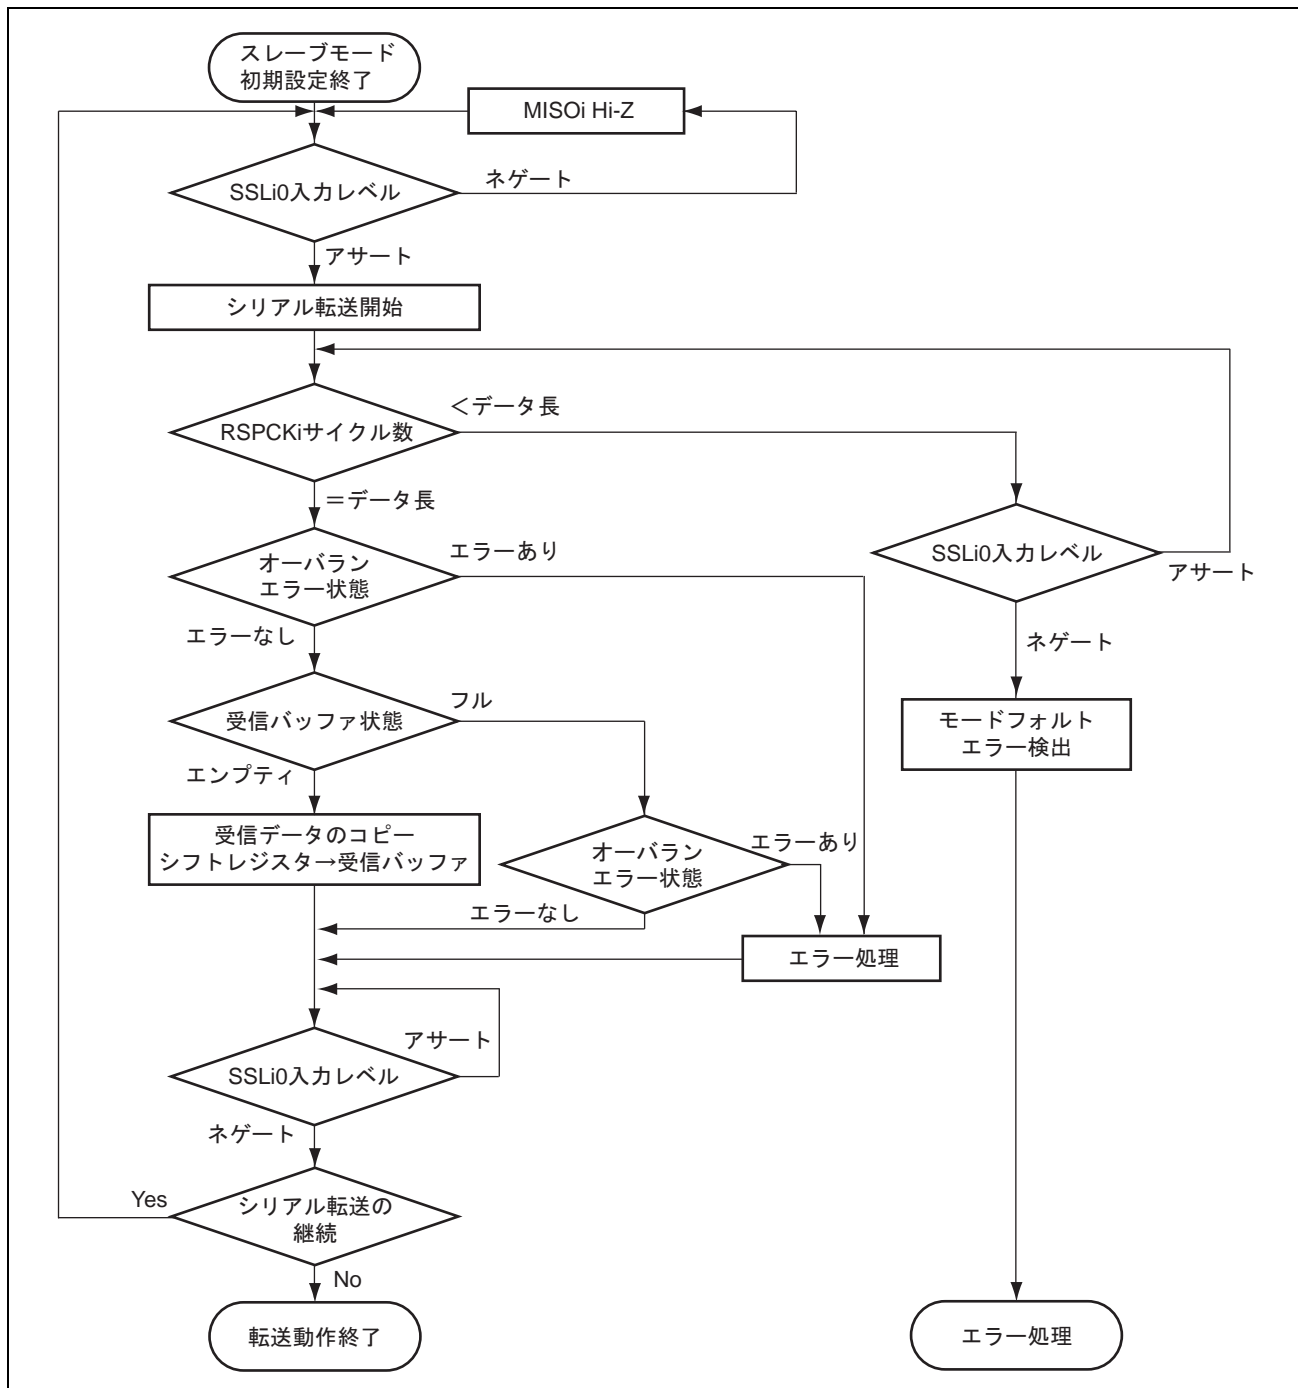 スレーブモード
初期設定終了
MISOi Hi-Z
SSLi0入力レベル
ネゲート
アサート
シリアル転送開始
RSPCKiサイクル数
＜データ長
＝データ長
SSLi0入力レベル
アサート
ネゲート
オーバラン
エラー状態
エラーあり
エラーなし
受信バッファ状態
フル
エンプティ
モードフォルト
エラー検出
受信データのコピー
シフトレジスタ→受信バッファ
オーバラン
エラー状態
エラーあり
エラーなし
エラー処理
アサート
SSLi0入力レベル
ネゲート
Yes
シリアル転送の
継続
No
転送動作終了
エラー処理